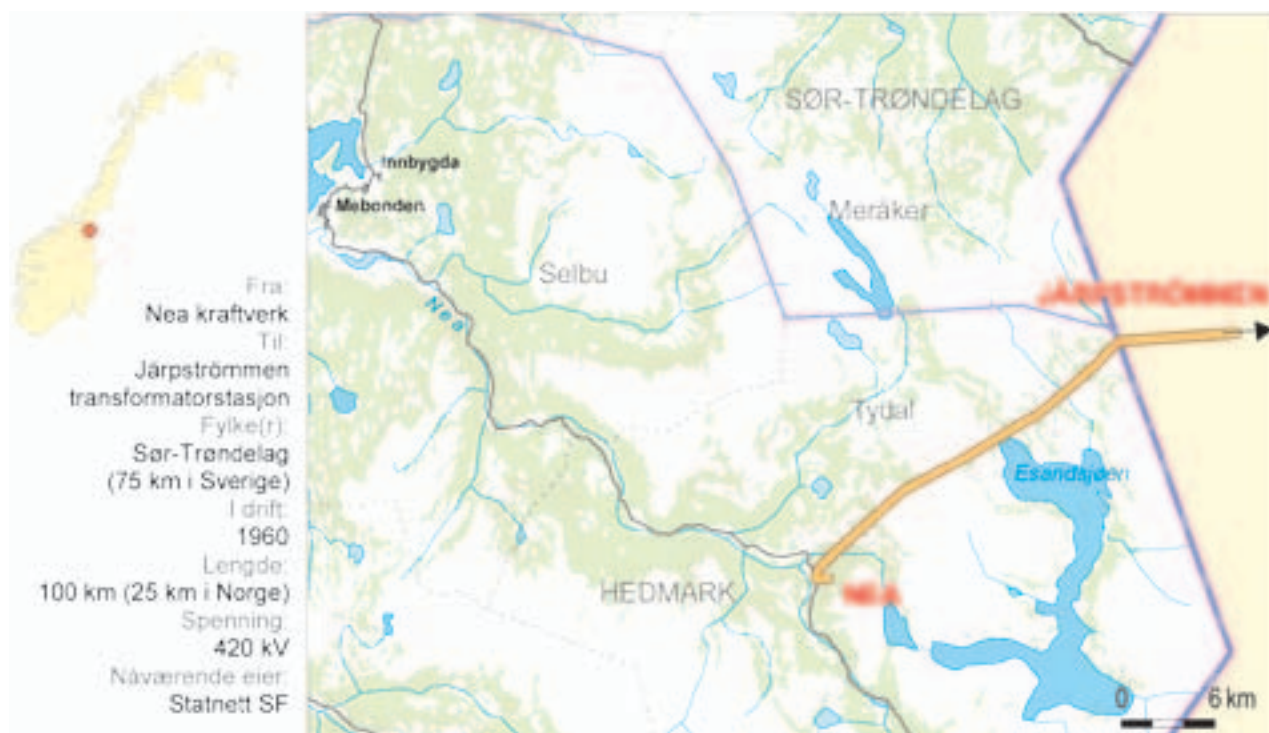 Fra:
Nea kraftverk
Til:
Järpströmmen
transformatorstasjon
Fylke(r):
Sør-Trøndelag
(75 km i Sverige)
I drift:
1960
Lengde:
100 km (25 km i Norge)
Spenning:
420 kV
Nåværende eier:
Statnett SF
SØR-TRØNDELAG
Innbygda
Mebonden
Meråker
Selbu
JÄRPSTRÖMMEN
Nea
Tydal
Esandsjøen
HEDMARK
NEA
0 6 km